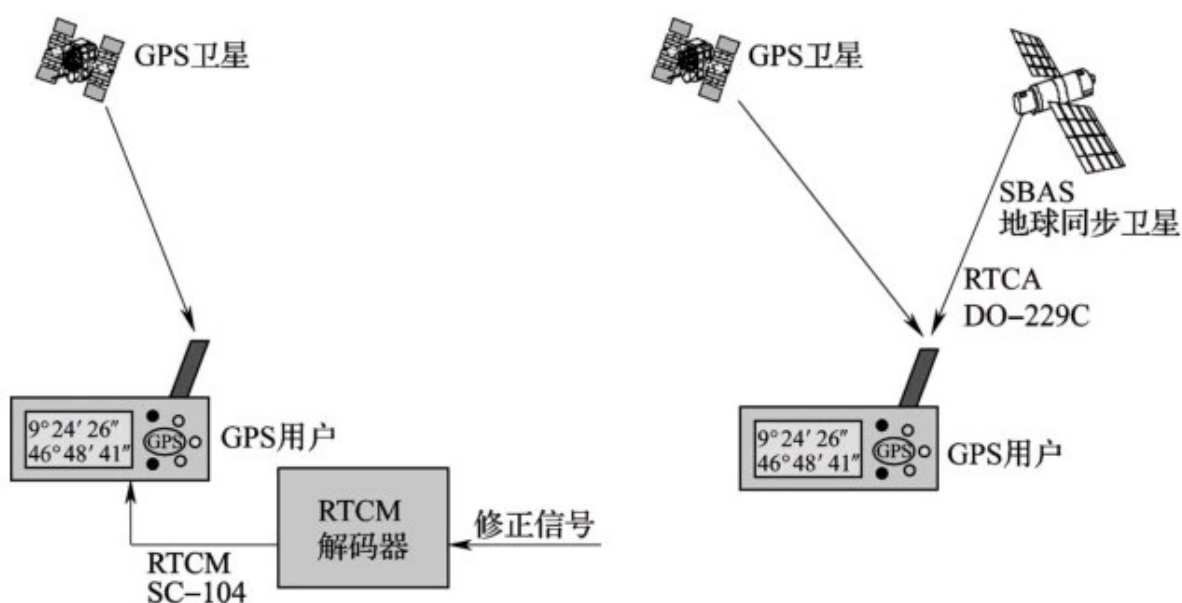 GPS卫星
9°24′26″
46°48′41″
GPS
GPS用户
RTCM
解码器
修正信号
RTCM
SC-104
GPS卫星
SBAS
地球同步卫星
RTCA
DO-229C
9°24′26″
46°48′41″
GPS
GPS用户